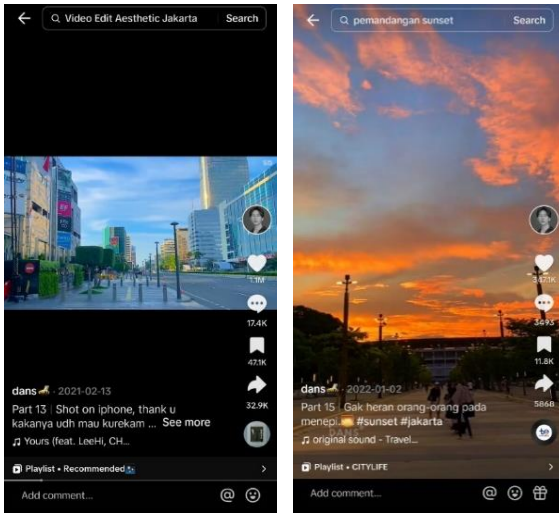 Video Edit Aesthetic Jakarta Search
1.1M
17.4K
47.1K
32.9K
dans 2021-02-13
Part 13 | Shot on iphone, thank u
kakanya udh mau kurekam ... See more
Yours (feat. LeeHi, CH...
Playlist • Recommended
Add comment...
pemandangan sunset Search
347.1K
3493
11.8K
5868
dans · 2022-01-02
Part 15 | Gak heran orang-orang pada
menepi.. #sunset #jakarta
DANS
original sound - Travel...
Playlist • CITYLIFE
Add comment...